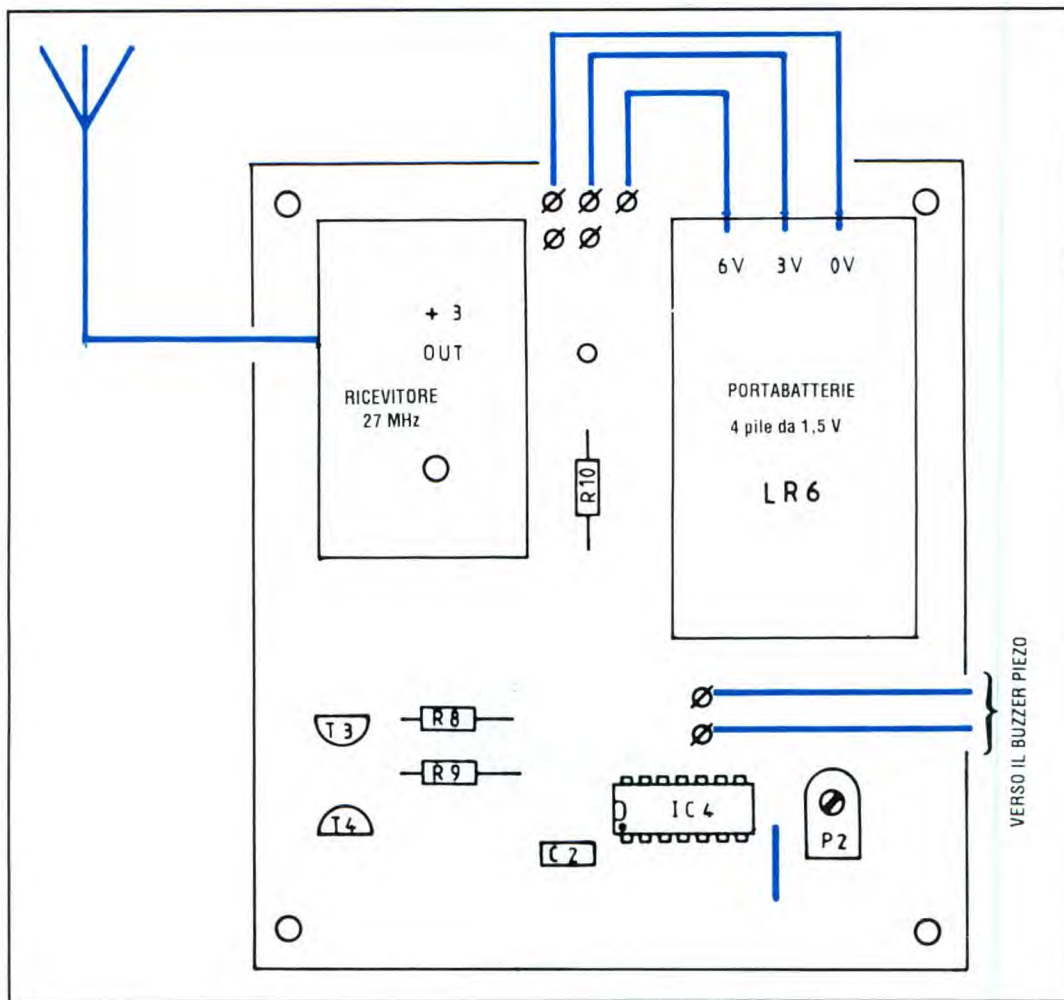 6V 3V 0V
+ 3
OUT
RICEVITORE
27 MHz
PORTABATTERIE
4 pile da 1,5 V
LR6
R10
T3
R8
R9
T4
IC4
C2
P2
VERSO IL BUZZER PIEZO